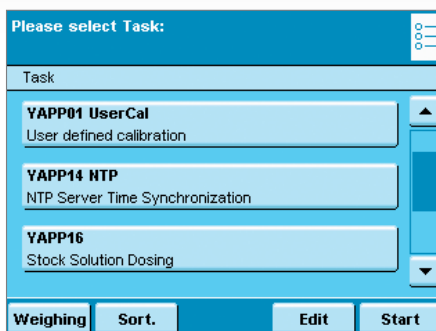 Please select Task:
Task
YAPP01 UserCal
User defined calibration
YAPP14 NTP
NTP Server Time Synchronization
YAPP16
Stock Solution Dosing
Weighing Sort. Edit Start